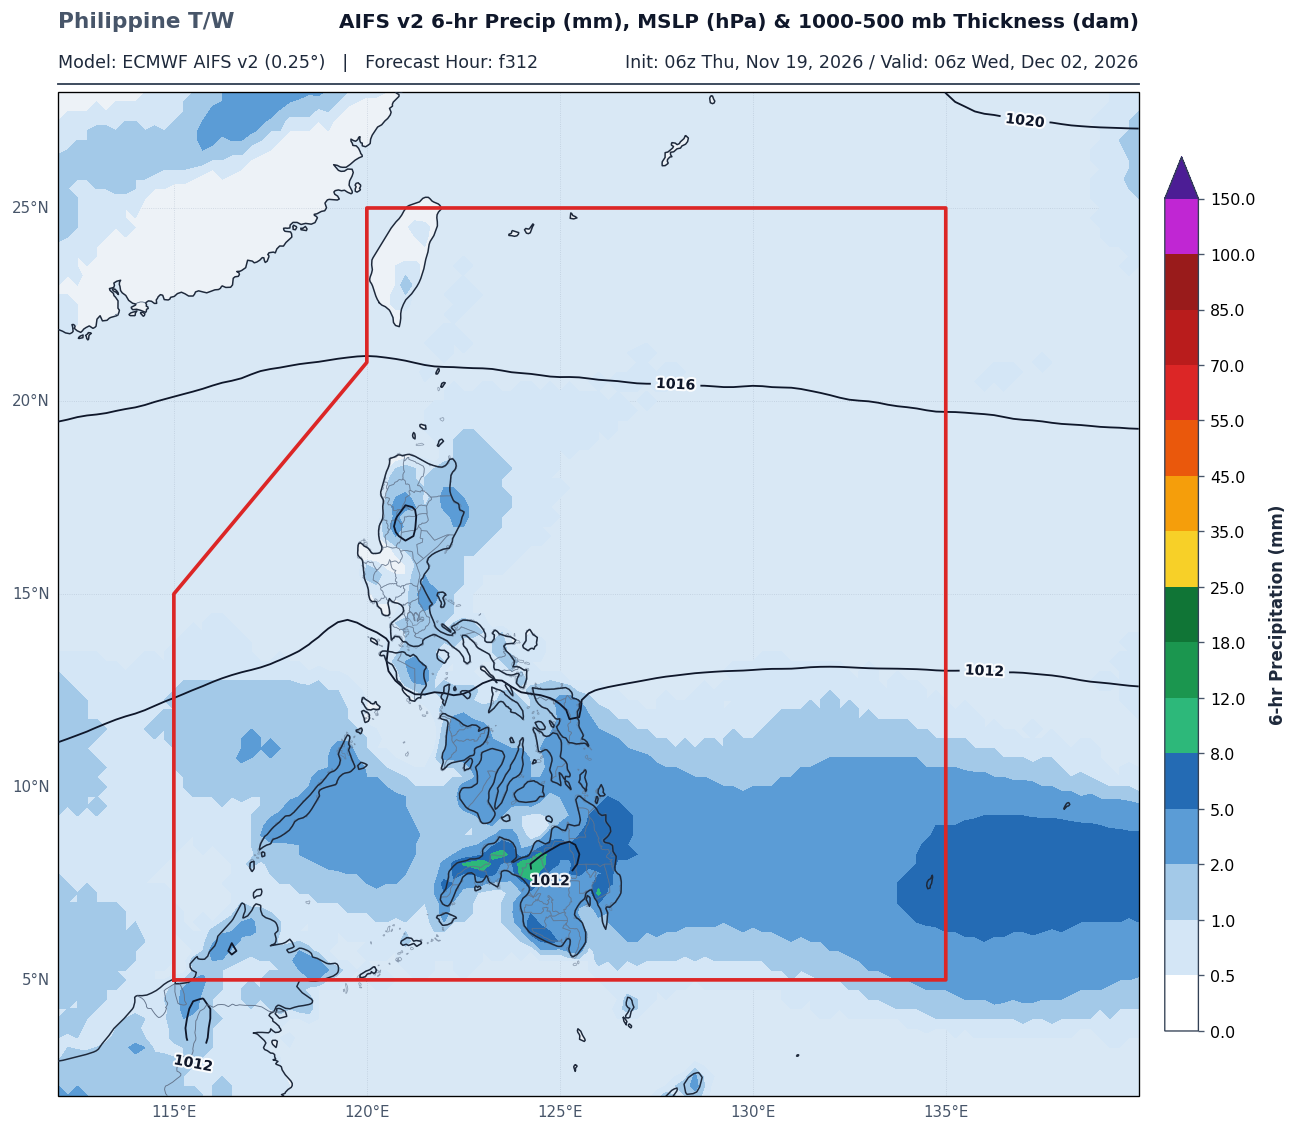 Philippine T/W
AIFS v2 6-hr Precip (mm), MSLP (hPa) & 1000-500 mb Thickness (dam)
Model: ECMWF AIFS v2 (0.25°) | Forecast Hour: f312
Init: 06z Thu, Nov 19, 2026 / Valid: 06z Wed, Dec 02, 2026
1020
1016
1012
1012
1012
25°N
20°N
15°N
10°N
5°N
115°E
120°E
125°E
130°E
135°E
150.0
100.0
85.0
70.0
55.0
45.0
35.0
25.0
18.0
12.0
8.0
5.0
2.0
1.0
0.5
0.0
6-hr Precipitation (mm)